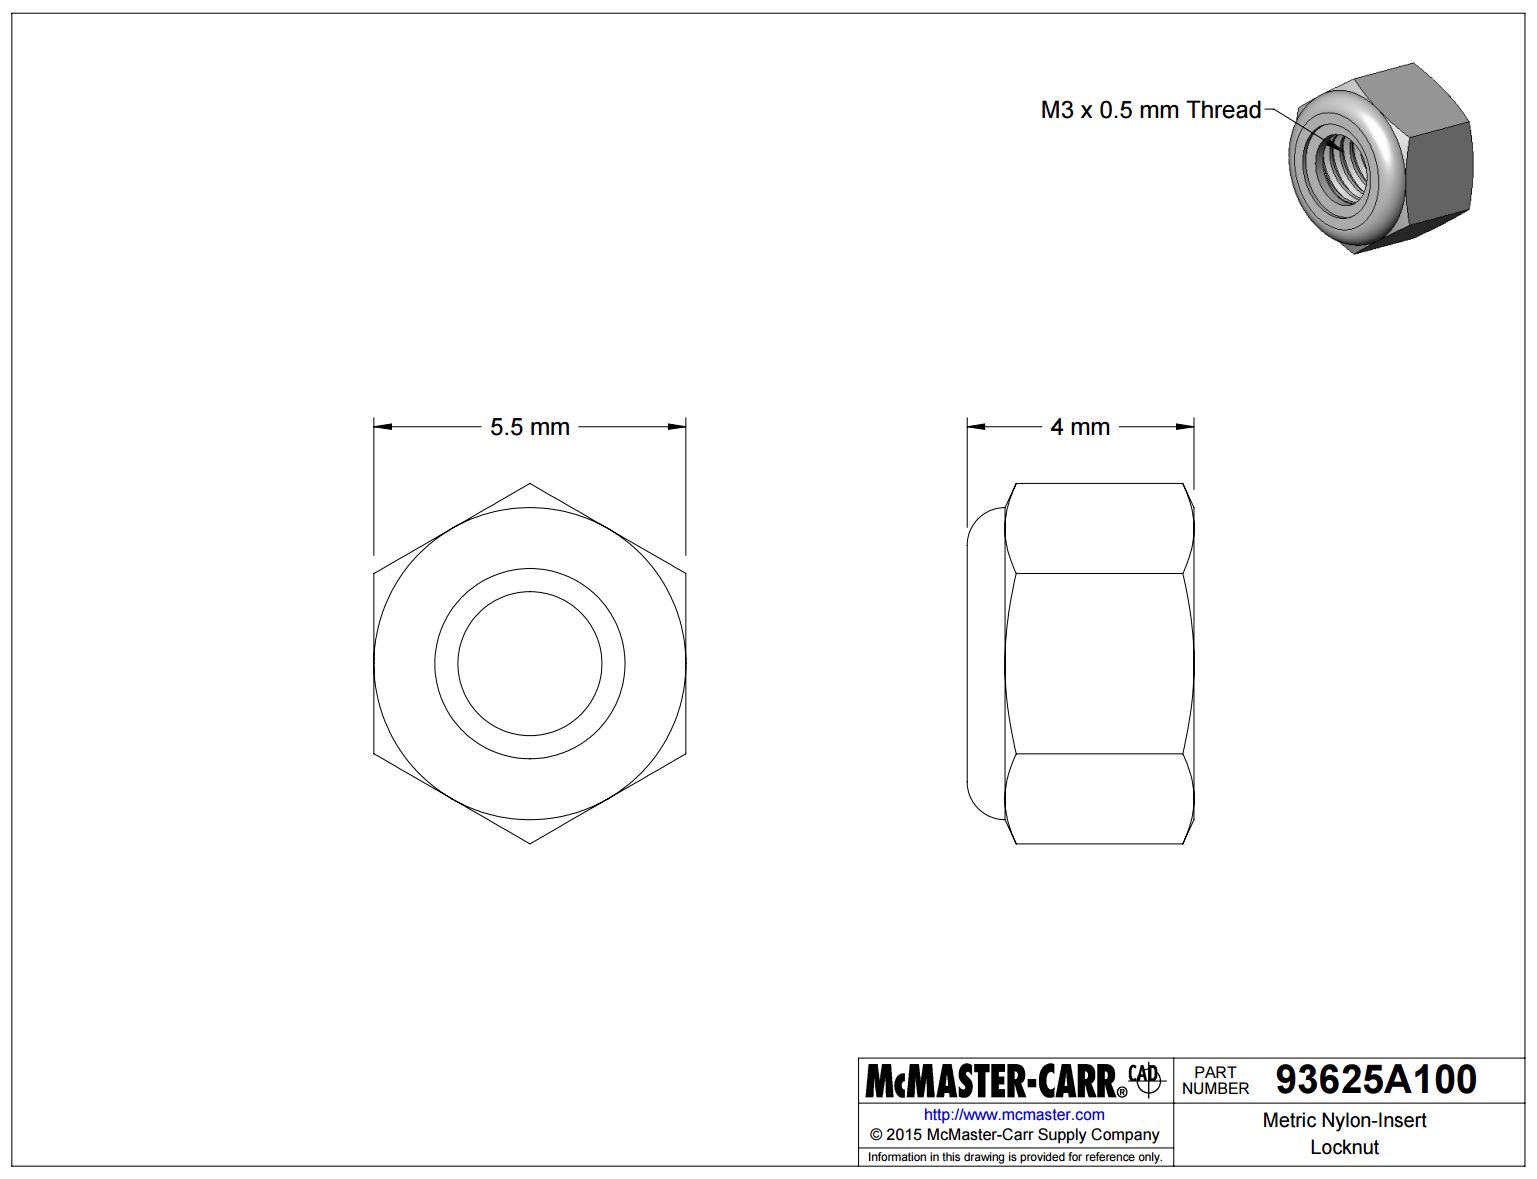 M3 x 0.5 mm Thread
5.5 mm
4 mm
McMASTER-CARR® CAD
http://www.mcmaster.com
© 2015 McMaster-Carr Supply Company
Information in this drawing is provided for reference only.
PART
NUMBER
93625A100
Metric Nylon-Insert
Locknut